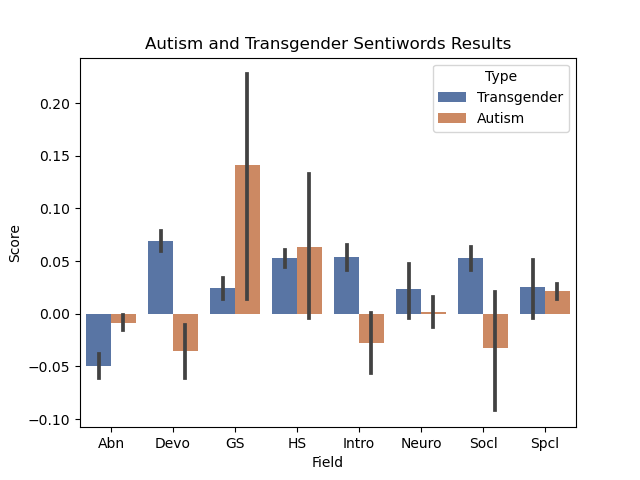 Autism and Transgender Sentiwords Results
Type
Transgender
Autism
Score
0.20
0.15
0.10
0.05
0.00
−0.05
−0.10
Abn Devo GS HS Intro Neuro Socl Spcl
Field